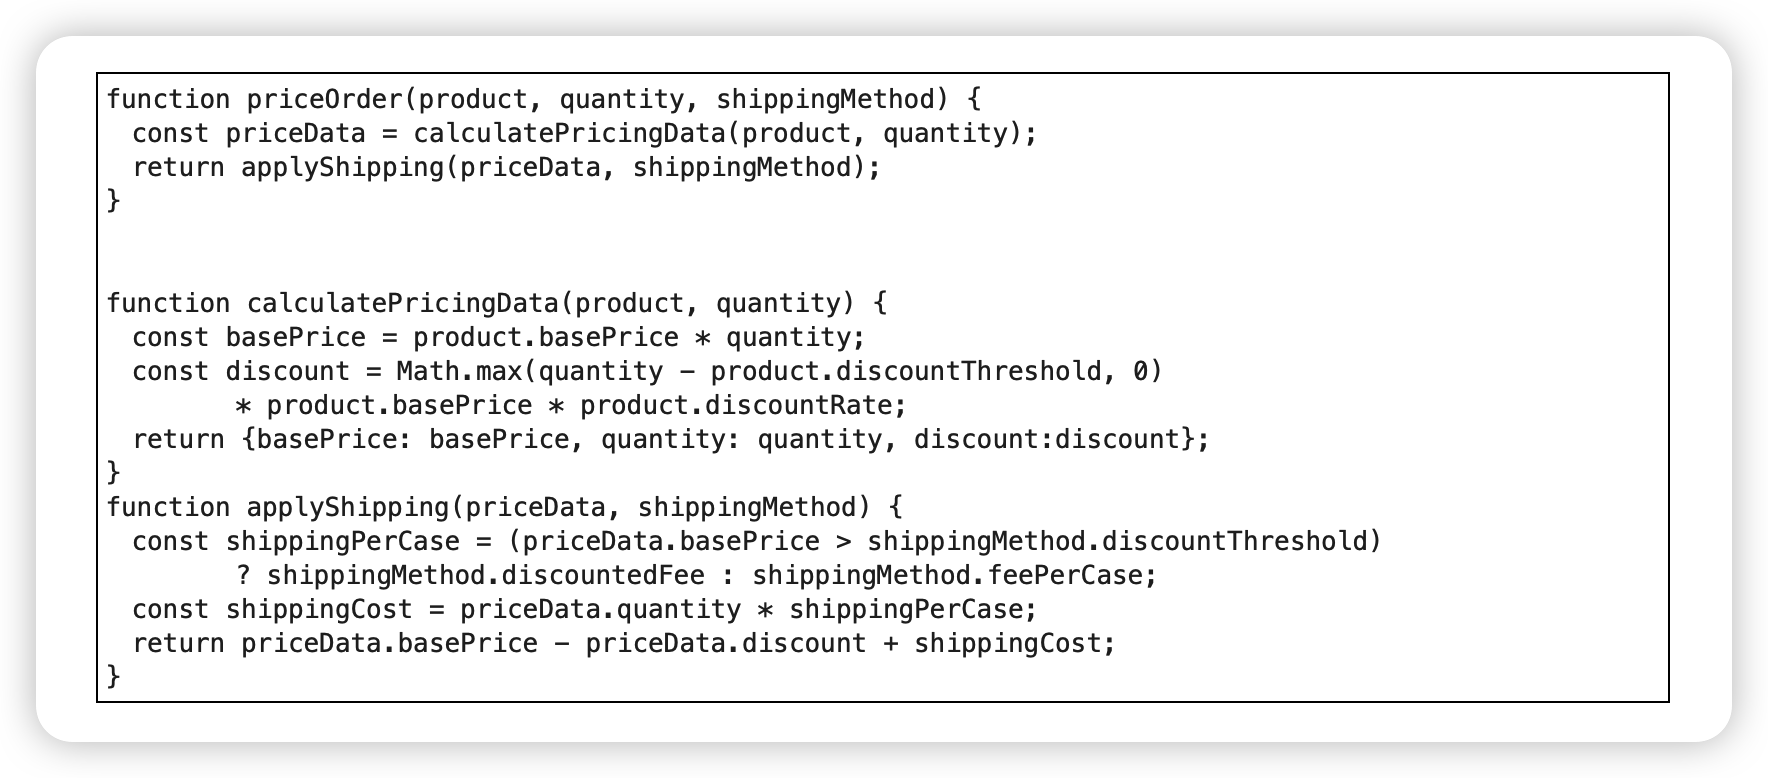 function priceOrder(product, quantity, shippingMethod) {
  const priceData = calculatePricingData(product, quantity);
  return applyShipping(priceData, shippingMethod);
}
function calculatePricingData(product, quantity) {
  const basePrice = product.basePrice * quantity;
  const discount = Math.max(quantity - product.discountThreshold, 0)
          * product.basePrice * product.discountRate;
  return {basePrice: basePrice, quantity: quantity, discount:discount};
}
function applyShipping(priceData, shippingMethod) {
  const shippingPerCase = (priceData.basePrice > shippingMethod.discountThreshold)
          ? shippingMethod.discountedFee : shippingMethod.feePerCase;
  const shippingCost = priceData.quantity * shippingPerCase;
  return priceData.basePrice - priceData.discount + shippingCost;
}